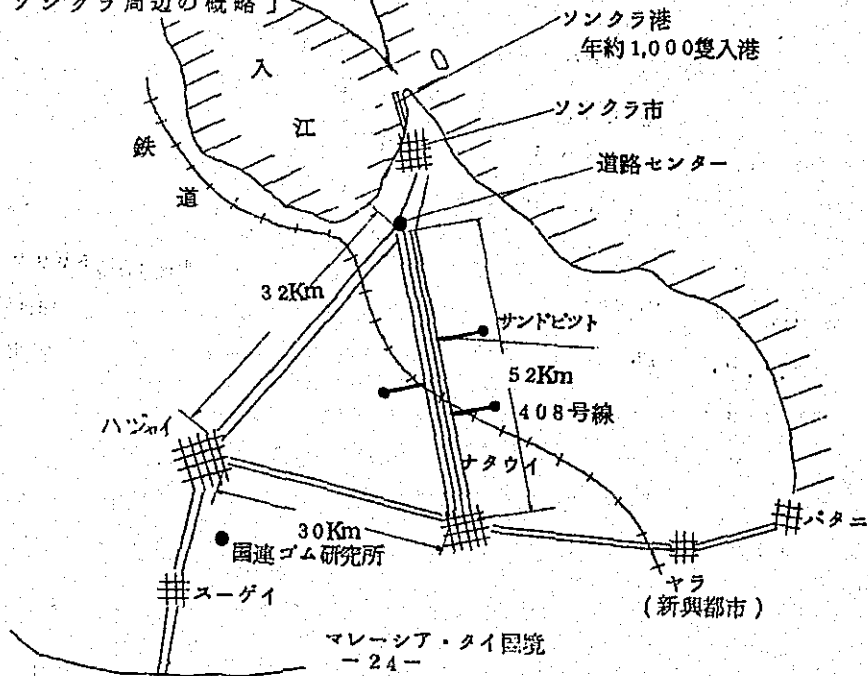 ソンクラ周辺の概略」
ソンクラ港
年約1,000隻入港
入江
ソンクラ市
鉄道
道路センター
32Km
サンドピット
52Km
408号線
ハジャイ
ナタウイ
30Km
国連ゴム研究所
パタニ
スーゲイ
ヤラ
(新興都市)
マレーシア・タイ国境
-24-